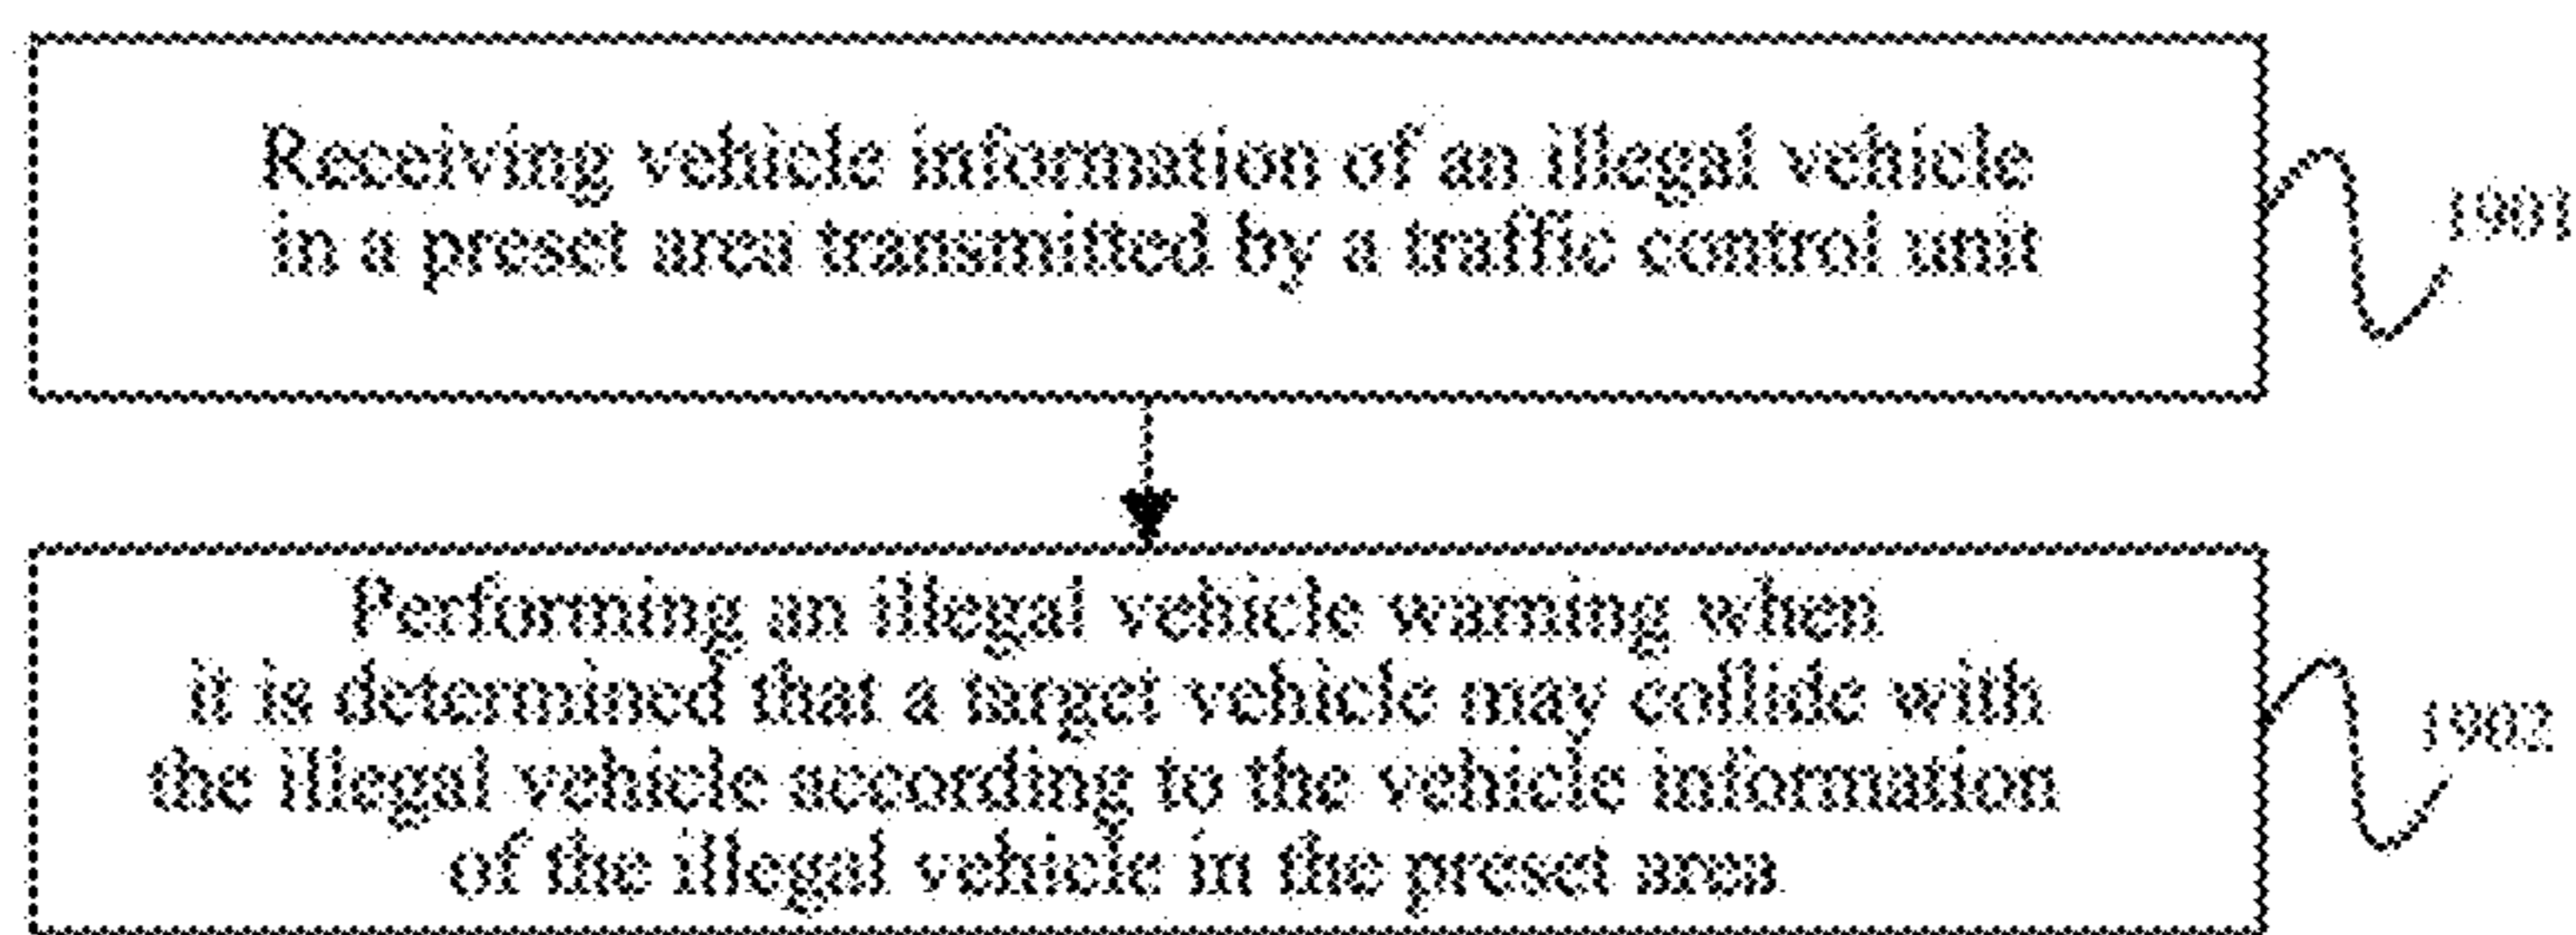 Receiving vehicle information of an illegal vehicle
in a preset area transmitted by a traffic control unit
1901
Performing an illegal vehicle warning when
it is determined that a target vehicle may collide with
the illegal vehicle according to the vehicle information
of the illegal vehicle in the preset area
1902